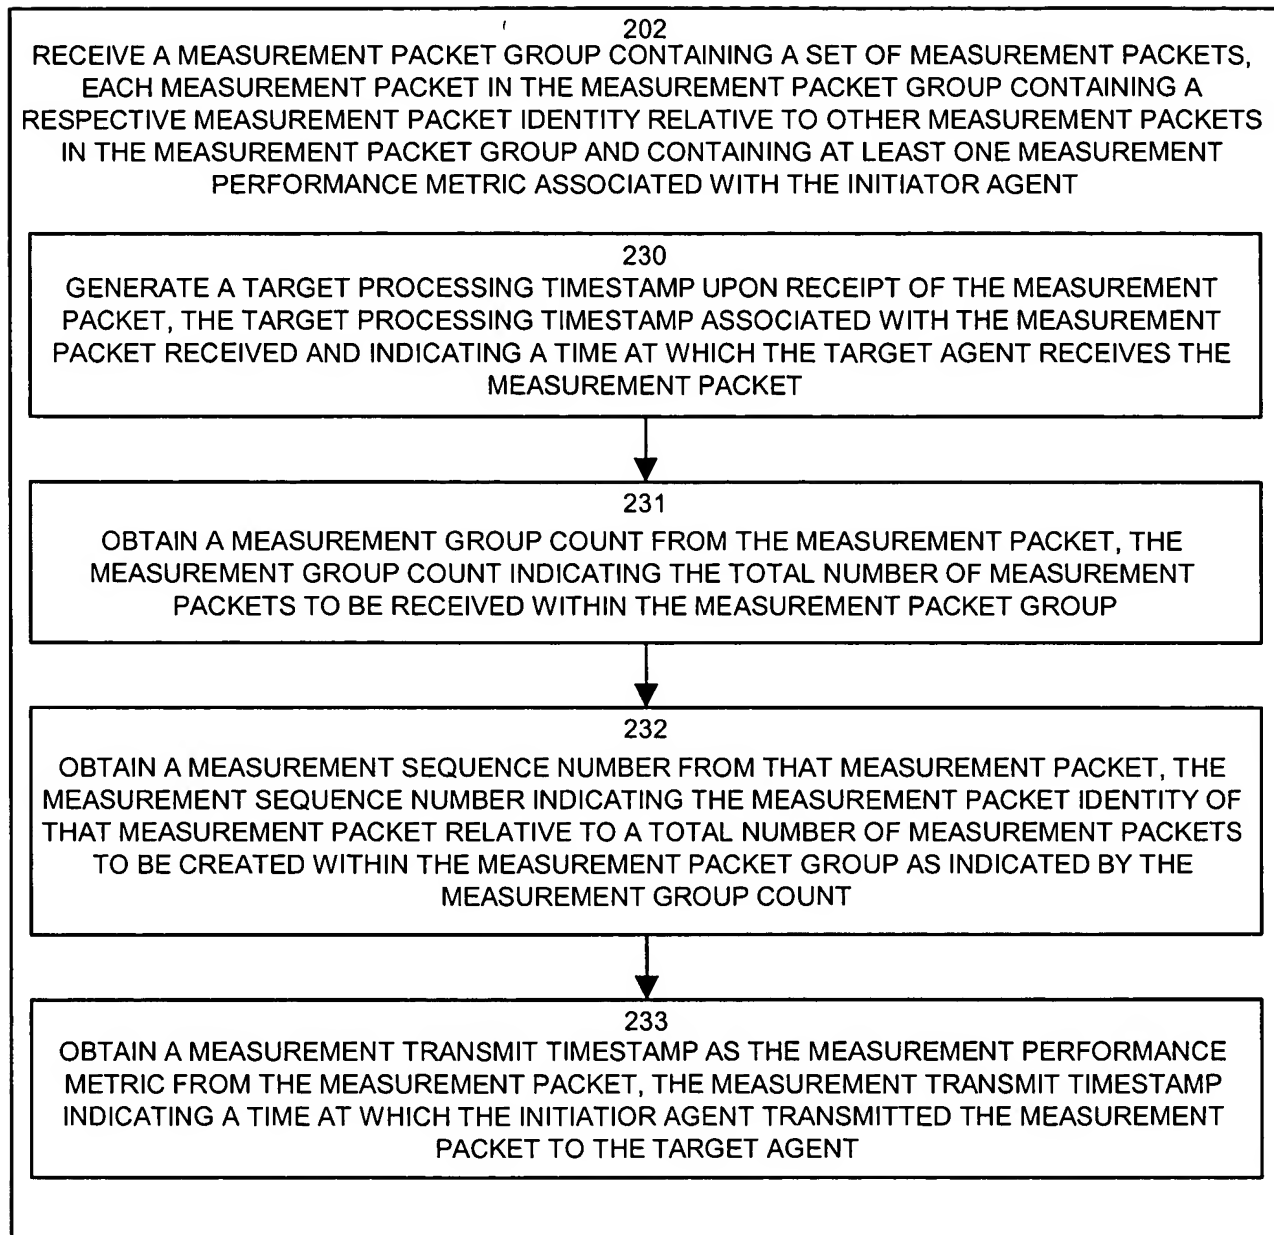 202
RECEIVE A MEASUREMENT PACKET GROUP CONTAINING A SET OF MEASUREMENT PACKETS,
EACH MEASUREMENT PACKET IN THE MEASUREMENT PACKET GROUP CONTAINING A
RESPECTIVE MEASUREMENT PACKET IDENTITY RELATIVE TO OTHER MEASUREMENT PACKETS
IN THE MEASUREMENT PACKET GROUP AND CONTAINING AT LEAST ONE MEASUREMENT
PERFORMANCE METRIC ASSOCIATED WITH THE INITIATOR AGENT
230
GENERATE A TARGET PROCESSING TIMESTAMP UPON RECEIPT OF THE MEASUREMENT
PACKET, THE TARGET PROCESSING TIMESTAMP ASSOCIATED WITH THE MEASUREMENT
PACKET RECEIVED AND INDICATING A TIME AT WHICH THE TARGET AGENT RECEIVES THE
MEASUREMENT PACKET
231
OBTAIN A MEASUREMENT GROUP COUNT FROM THE MEASUREMENT PACKET, THE
MEASUREMENT GROUP COUNT INDICATING THE TOTAL NUMBER OF MEASUREMENT
PACKETS TO BE RECEIVED WITHIN THE MEASUREMENT PACKET GROUP
232
OBTAIN A MEASUREMENT SEQUENCE NUMBER FROM THAT MEASUREMENT PACKET, THE
MEASUREMENT SEQUENCE NUMBER INDICATING THE MEASUREMENT PACKET IDENTITY OF
THAT MEASUREMENT PACKET RELATIVE TO A TOTAL NUMBER OF MEASUREMENT PACKETS
TO BE CREATED WITHIN THE MEASUREMENT PACKET GROUP AS INDICATED BY THE
MEASUREMENT GROUP COUNT
233
OBTAIN A MEASUREMENT TRANSMIT TIMESTAMP AS THE MEASUREMENT PERFORMANCE
METRIC FROM THE MEASUREMENT PACKET, THE MEASUREMENT TRANSMIT TIMESTAMP
INDICATING A TIME AT WHICH THE INITIATIOR AGENT TRANSMITTED THE MEASUREMENT
PACKET TO THE TARGET AGENT